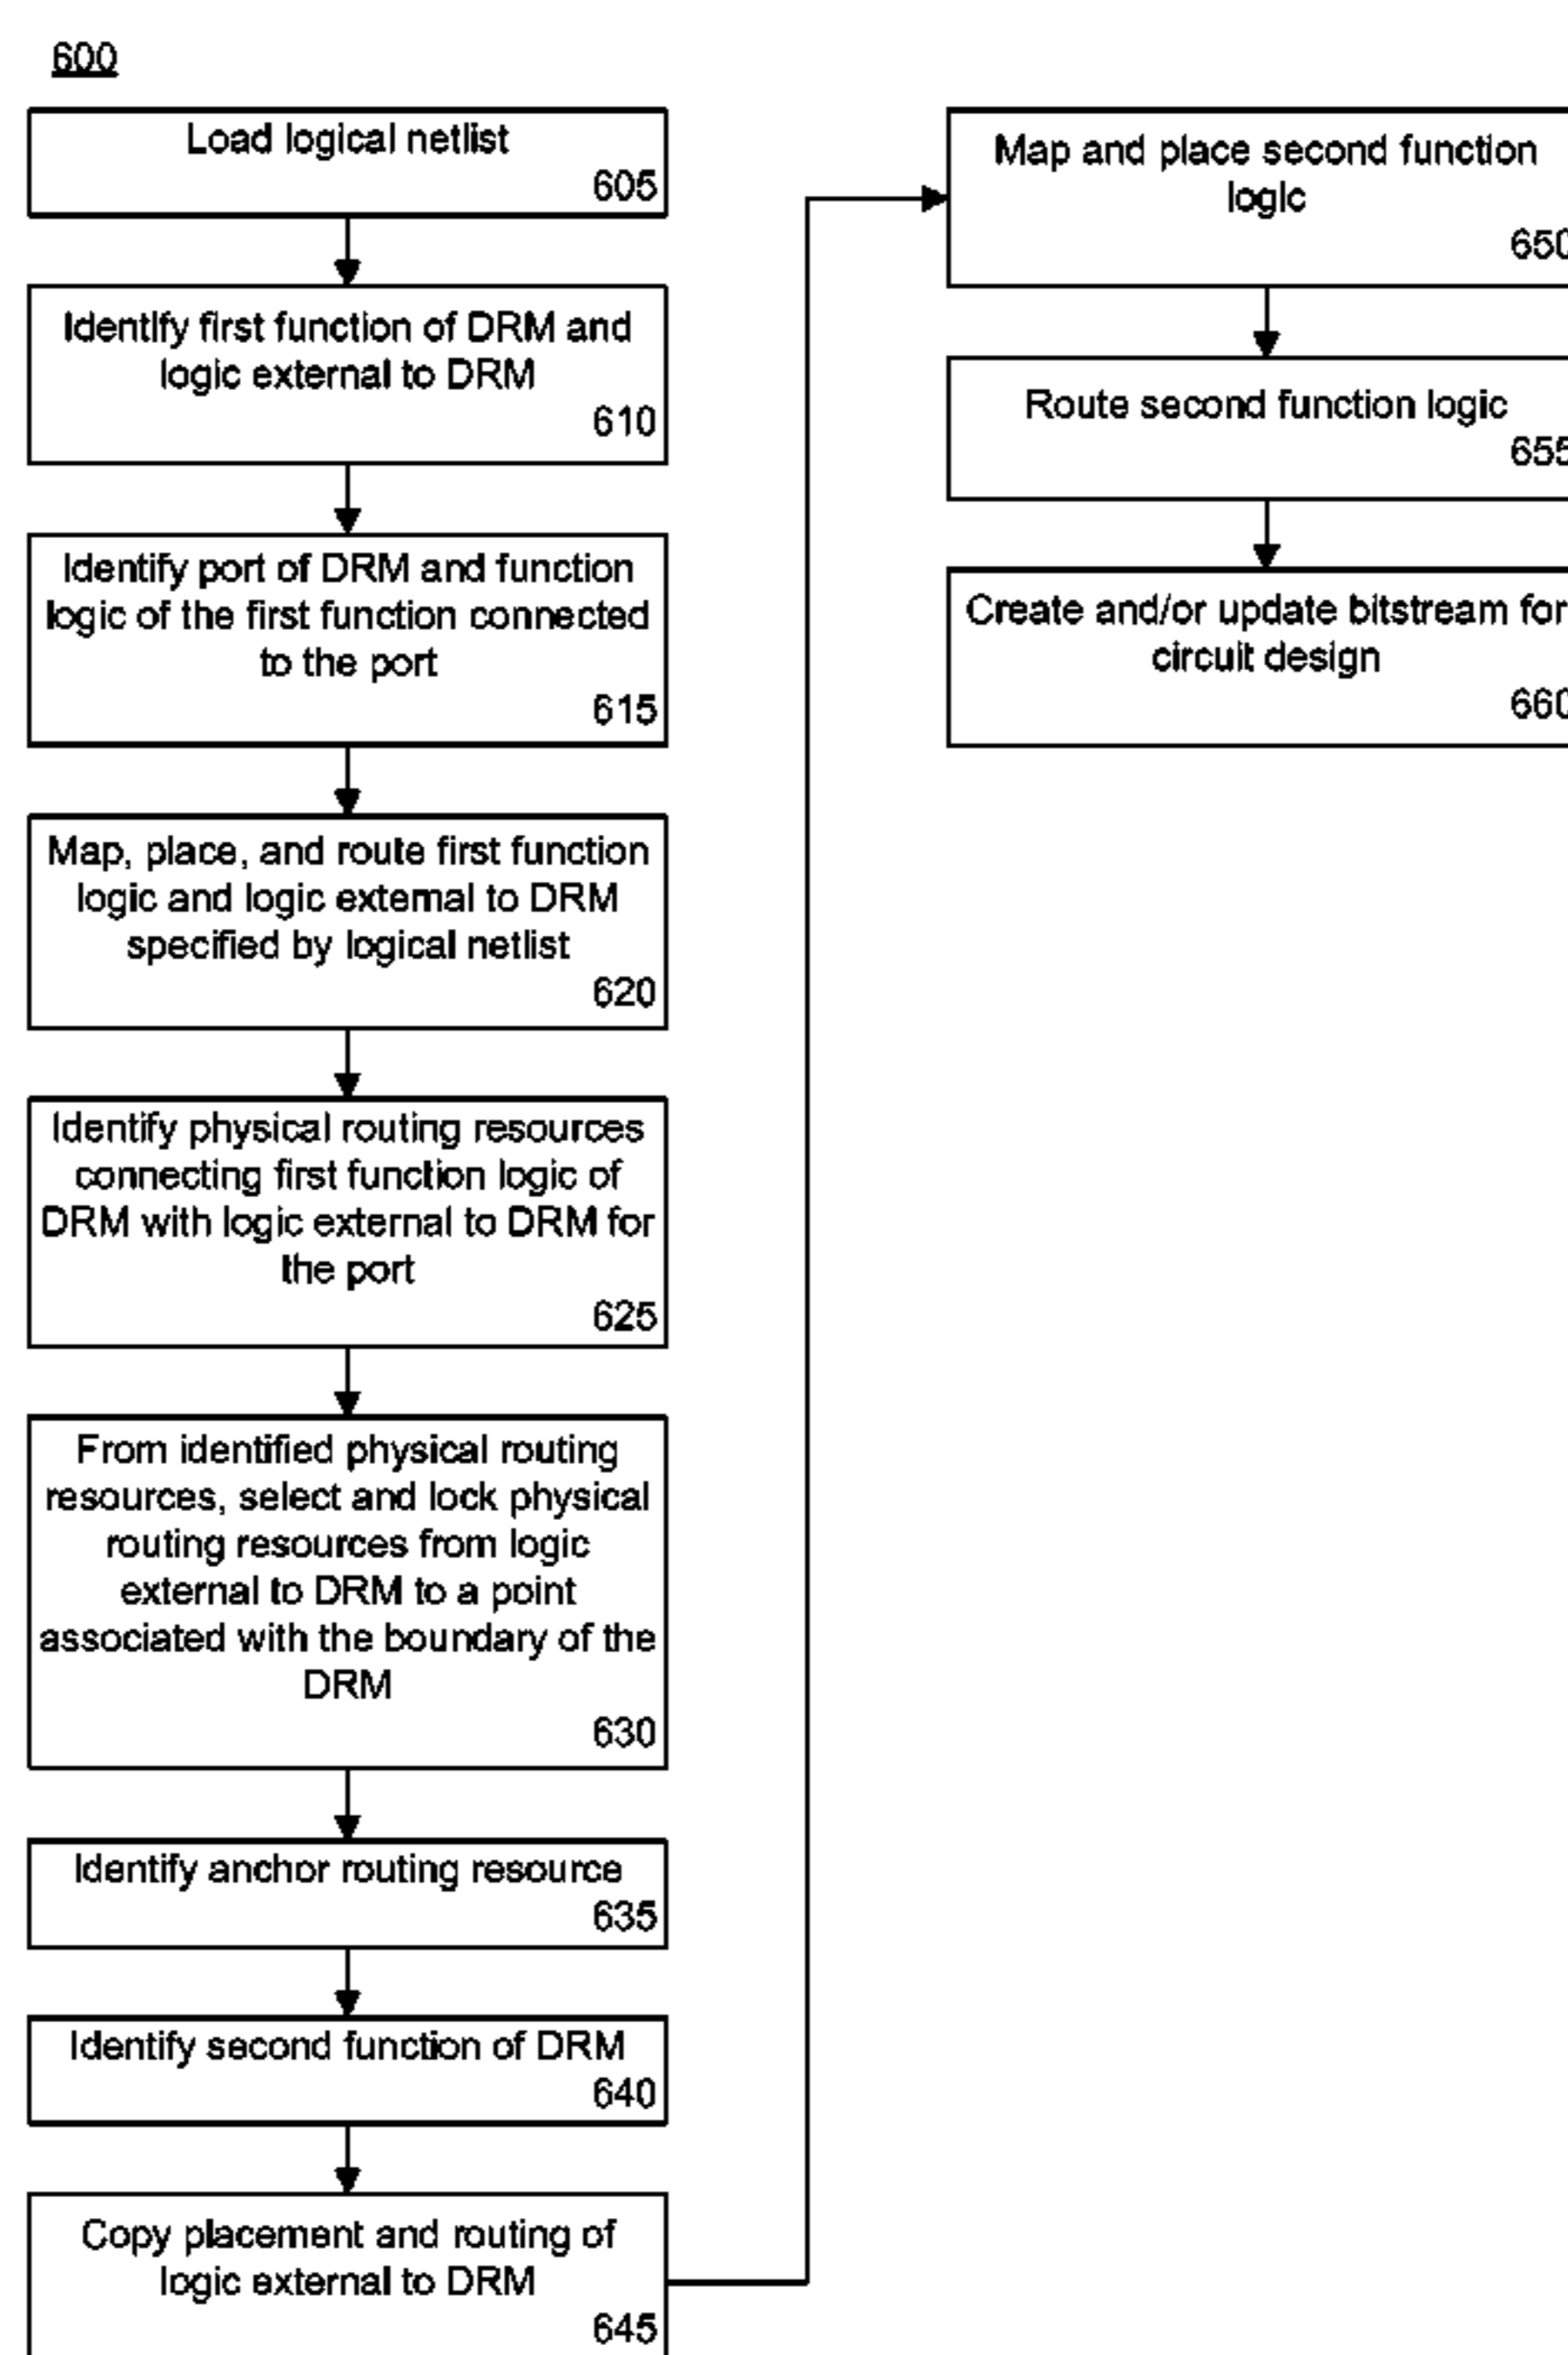 600
Load logical netlist
605
Identify first function of DRM and
logic external to DRM
610
Identify port of DRM and function
logic of the first function connected
to the port
615
Map, place, and route first function
logic and logic external to DRM
specified by logical netlist
620
Identify physical routing resources
connecting first function logic of
DRM with logic external to DRM for
the port
625
From identified physical routing
resources, select and lock physical
routing resources from logic
external to DRM to a point
associated with the boundary of the
DRM
630
Identify anchor routing resource
635
Identify second function of DRM
640
Copy placement and routing of
logic external to DRM
645
Map and place second function
logic
650
Route second function logic
655
Create and/or update bitstream for
circuit design
660